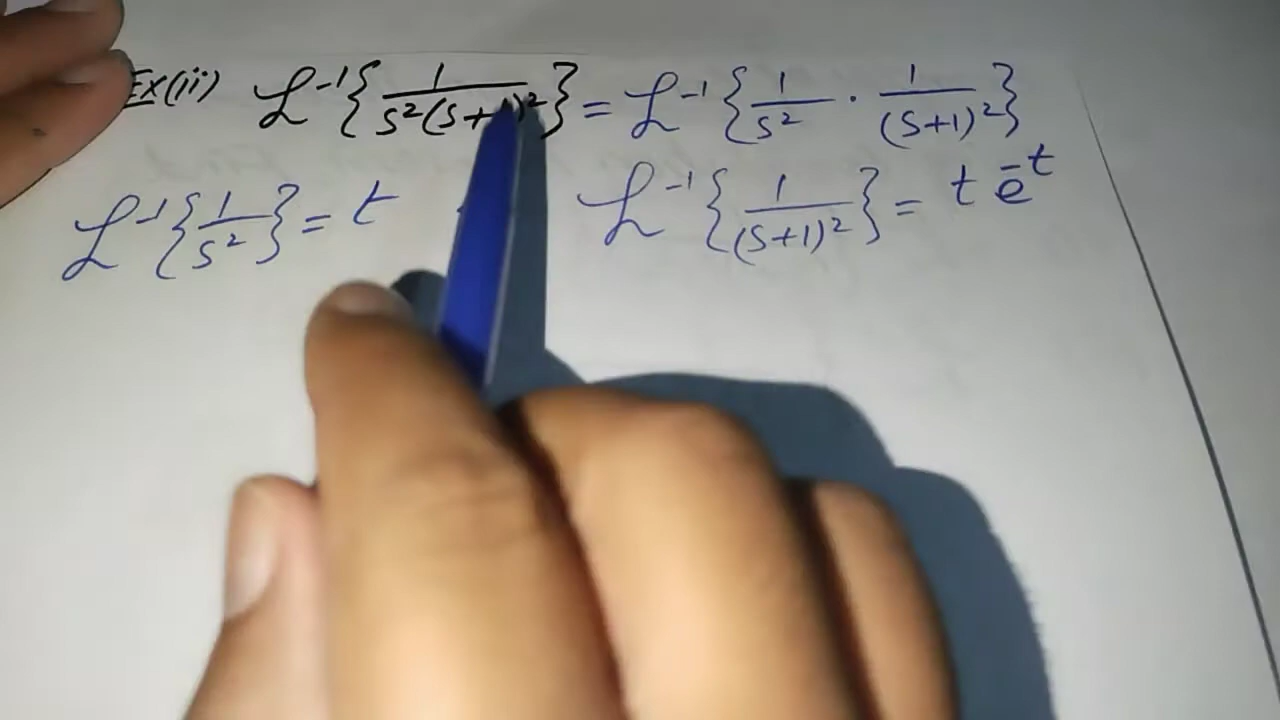 Ex(ii) ℒ⁻¹{1/(s²(s+1)²)} = ℒ⁻¹{1/s² · 1/(s+1)²}
ℒ⁻¹{1/s²} = t ℒ⁻¹{1/(s+1)²} = t e⁻ᵗ